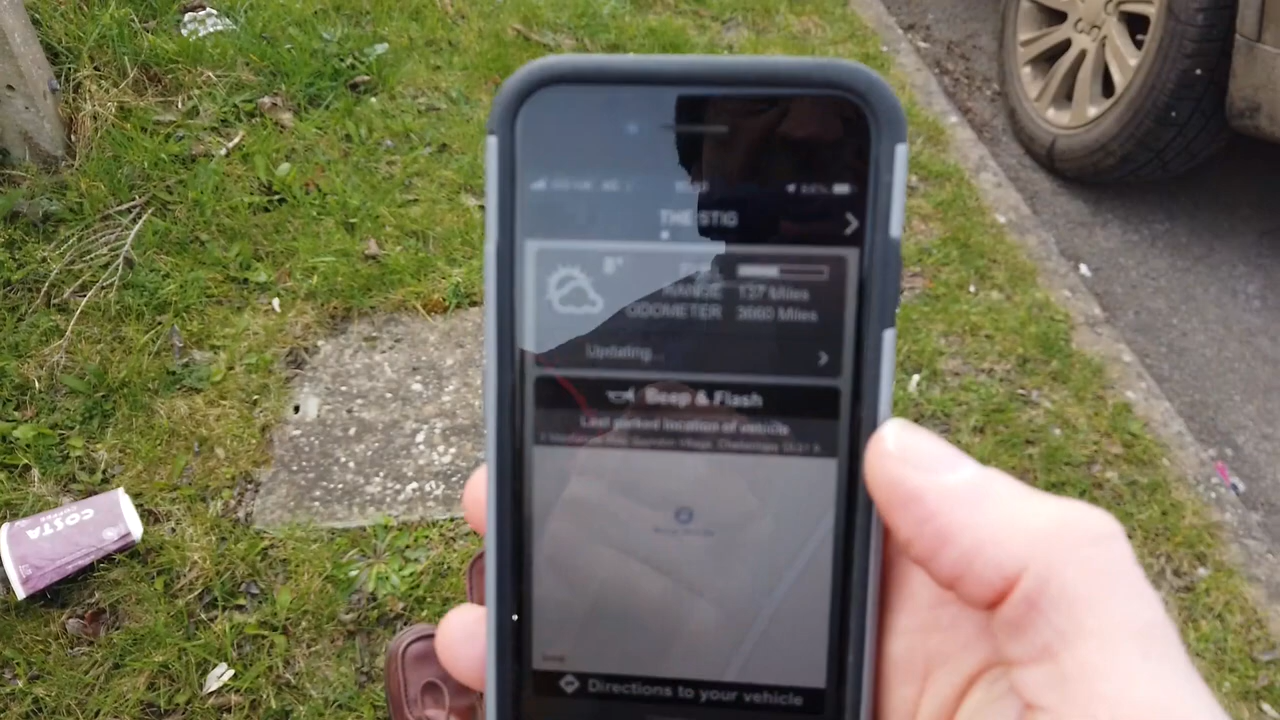 THE STIG
8°
RANGE 137 Miles
ODOMETER 3660 Miles
Updating...
Beep & Flash
Last parked location of vehicle
Directions to your vehicle
COSTA
COFFEE